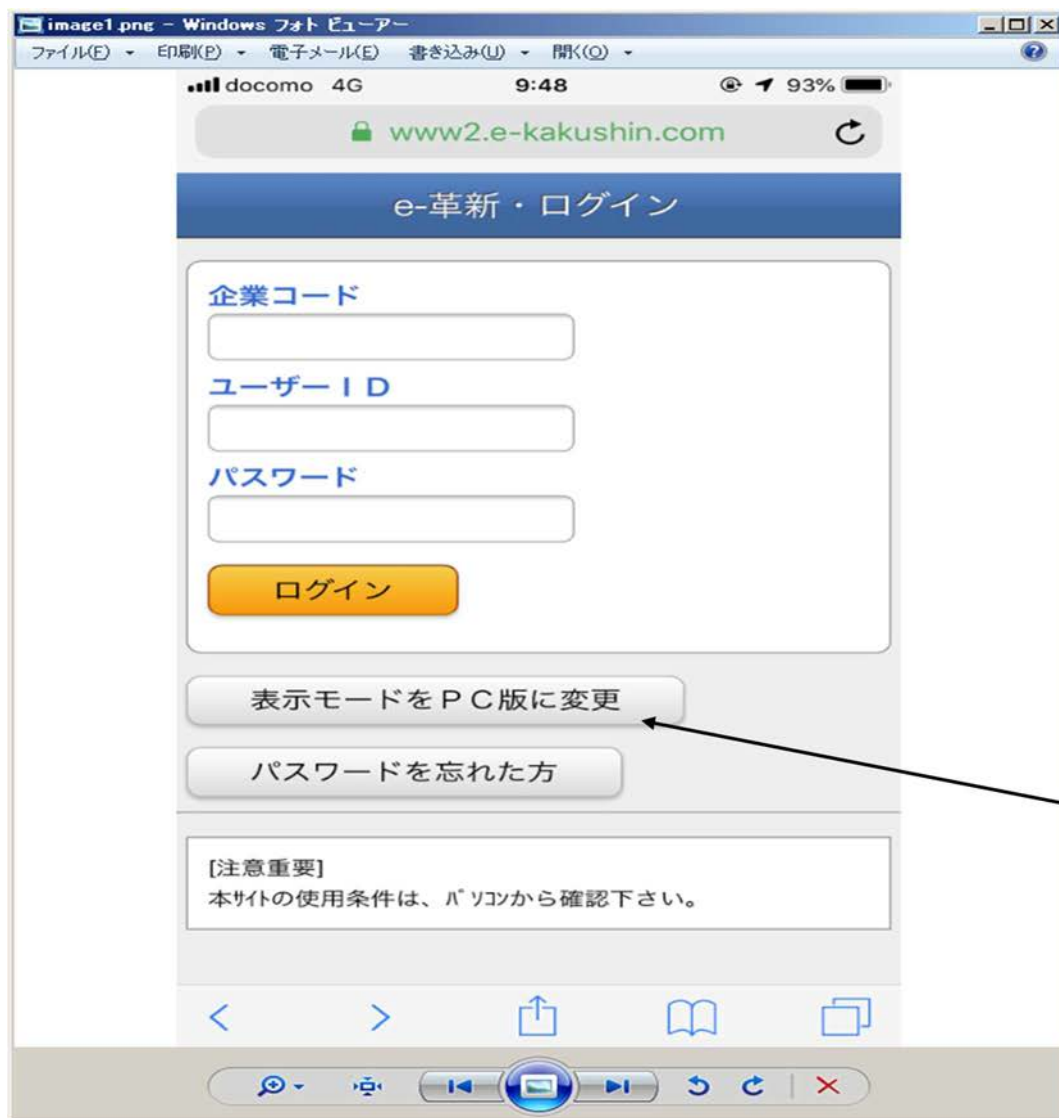 image1.png - Windows フォト ビューアー
ファイル(F) 印刷(P) 電子メール(E) 書き込み(U) 開く(O)
docomo 4G 9:48 93%
www2.e-kakushin.com
e-革新・ログイン
企業コード
ユーザーＩＤ
パスワード
ログイン
表示モードをＰＣ版に変更
パスワードを忘れた方
[注意重要]
本ｻｲﾄの使用条件は、ﾊﾟｿｺﾝから確認下さい。